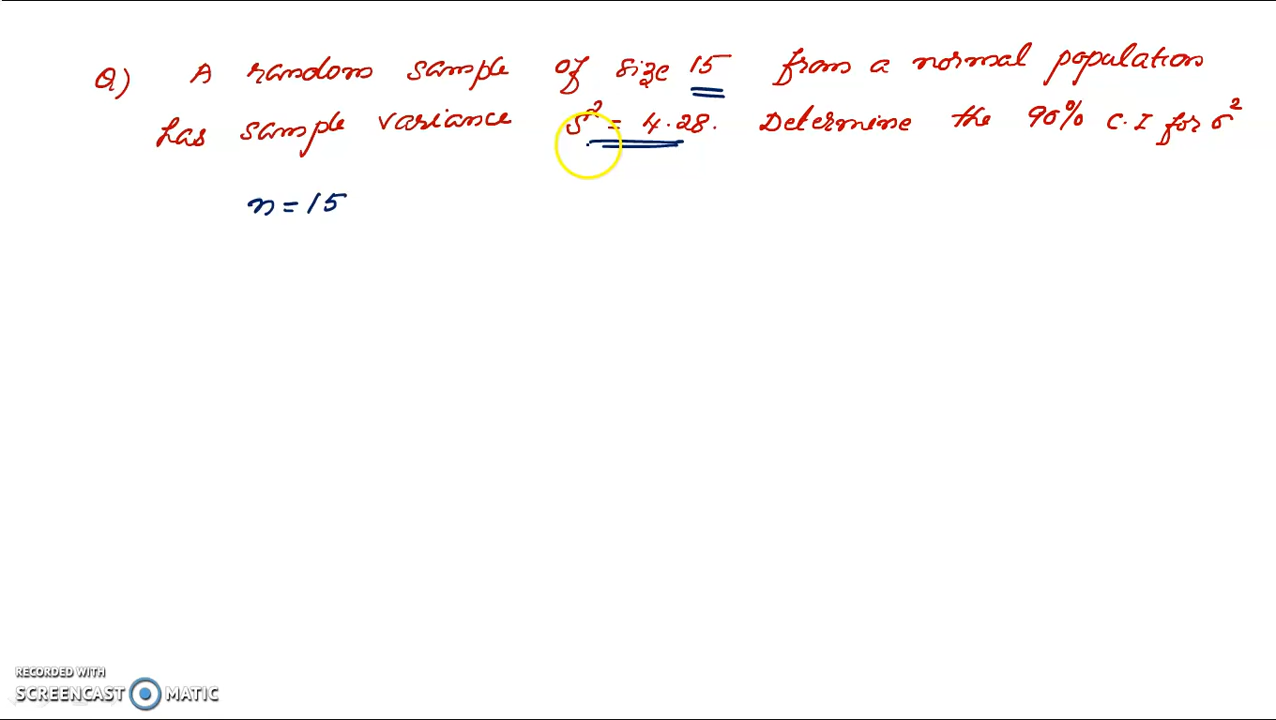 Q) A random sample of size 15 from a normal population
has sample variance s² = 4.28. Determine the 90% C.I for σ²
n = 15
RECORDED WITH
SCREENCAST MATIC